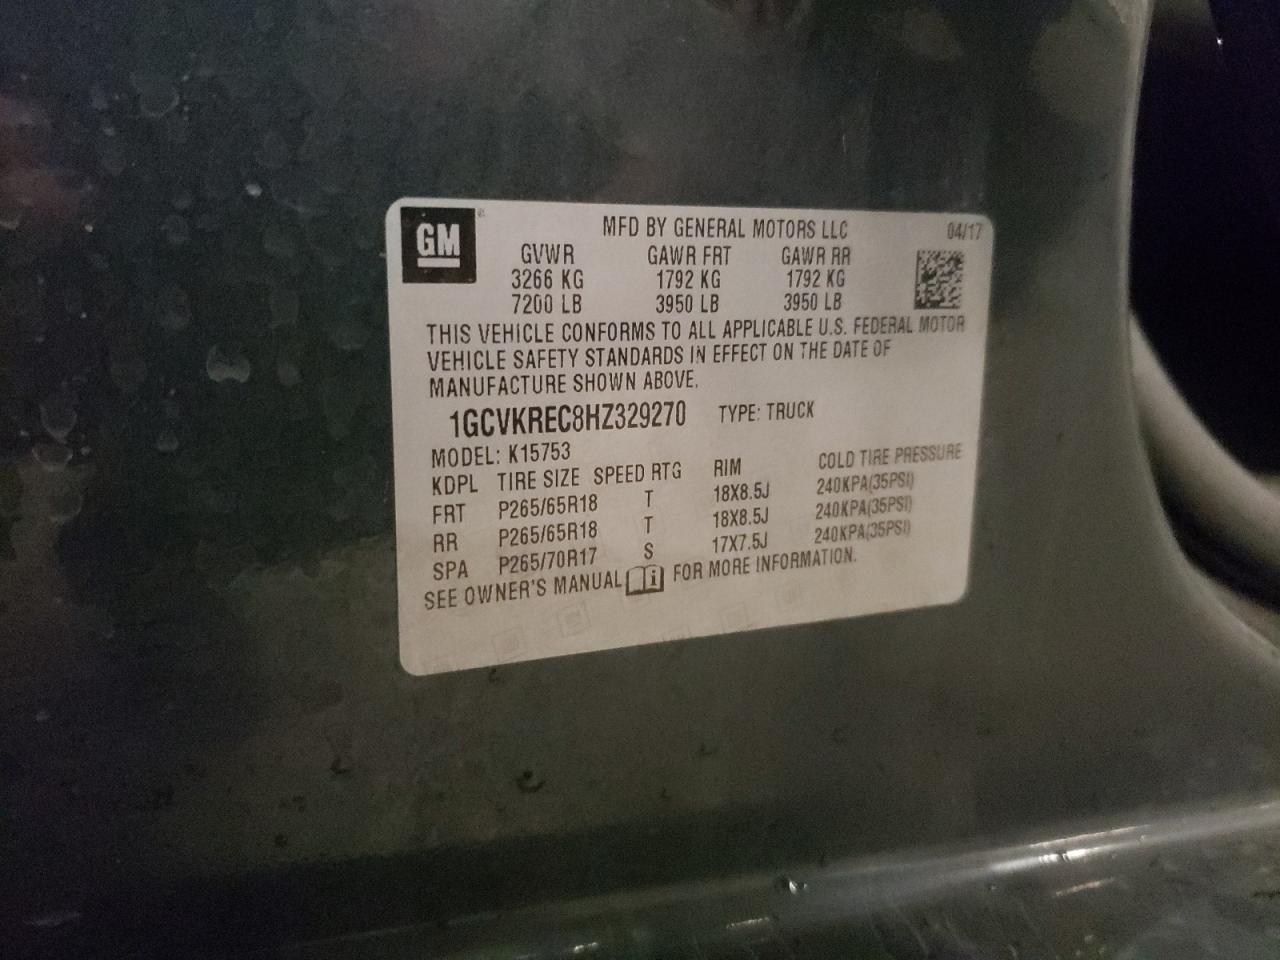 GM
MFD BY GENERAL MOTORS LLC 04/17
GVWR GAWR FRT GAWR RR
3266 KG 1792 KG 1792 KG
7200 LB 3950 LB 3950 LB
THIS VEHICLE CONFORMS TO ALL APPLICABLE U.S. FEDERAL MOTOR
VEHICLE SAFETY STANDARDS IN EFFECT ON THE DATE OF
MANUFACTURE SHOWN ABOVE.
1GCVKREC8HZ329270 TYPE: TRUCK
MODEL: K15753
KDPL TIRE SIZE SPEED RTG RIM COLD TIRE PRESSURE
FRT P265/65R18 T 18X8.5J 240KPA(35PSI)
RR P265/65R18 T 18X8.5J 240KPA(35PSI)
SPA P265/70R17 S 17X7.5J 240KPA(35PSI)
SEE OWNER'S MANUAL FOR MORE INFORMATION.